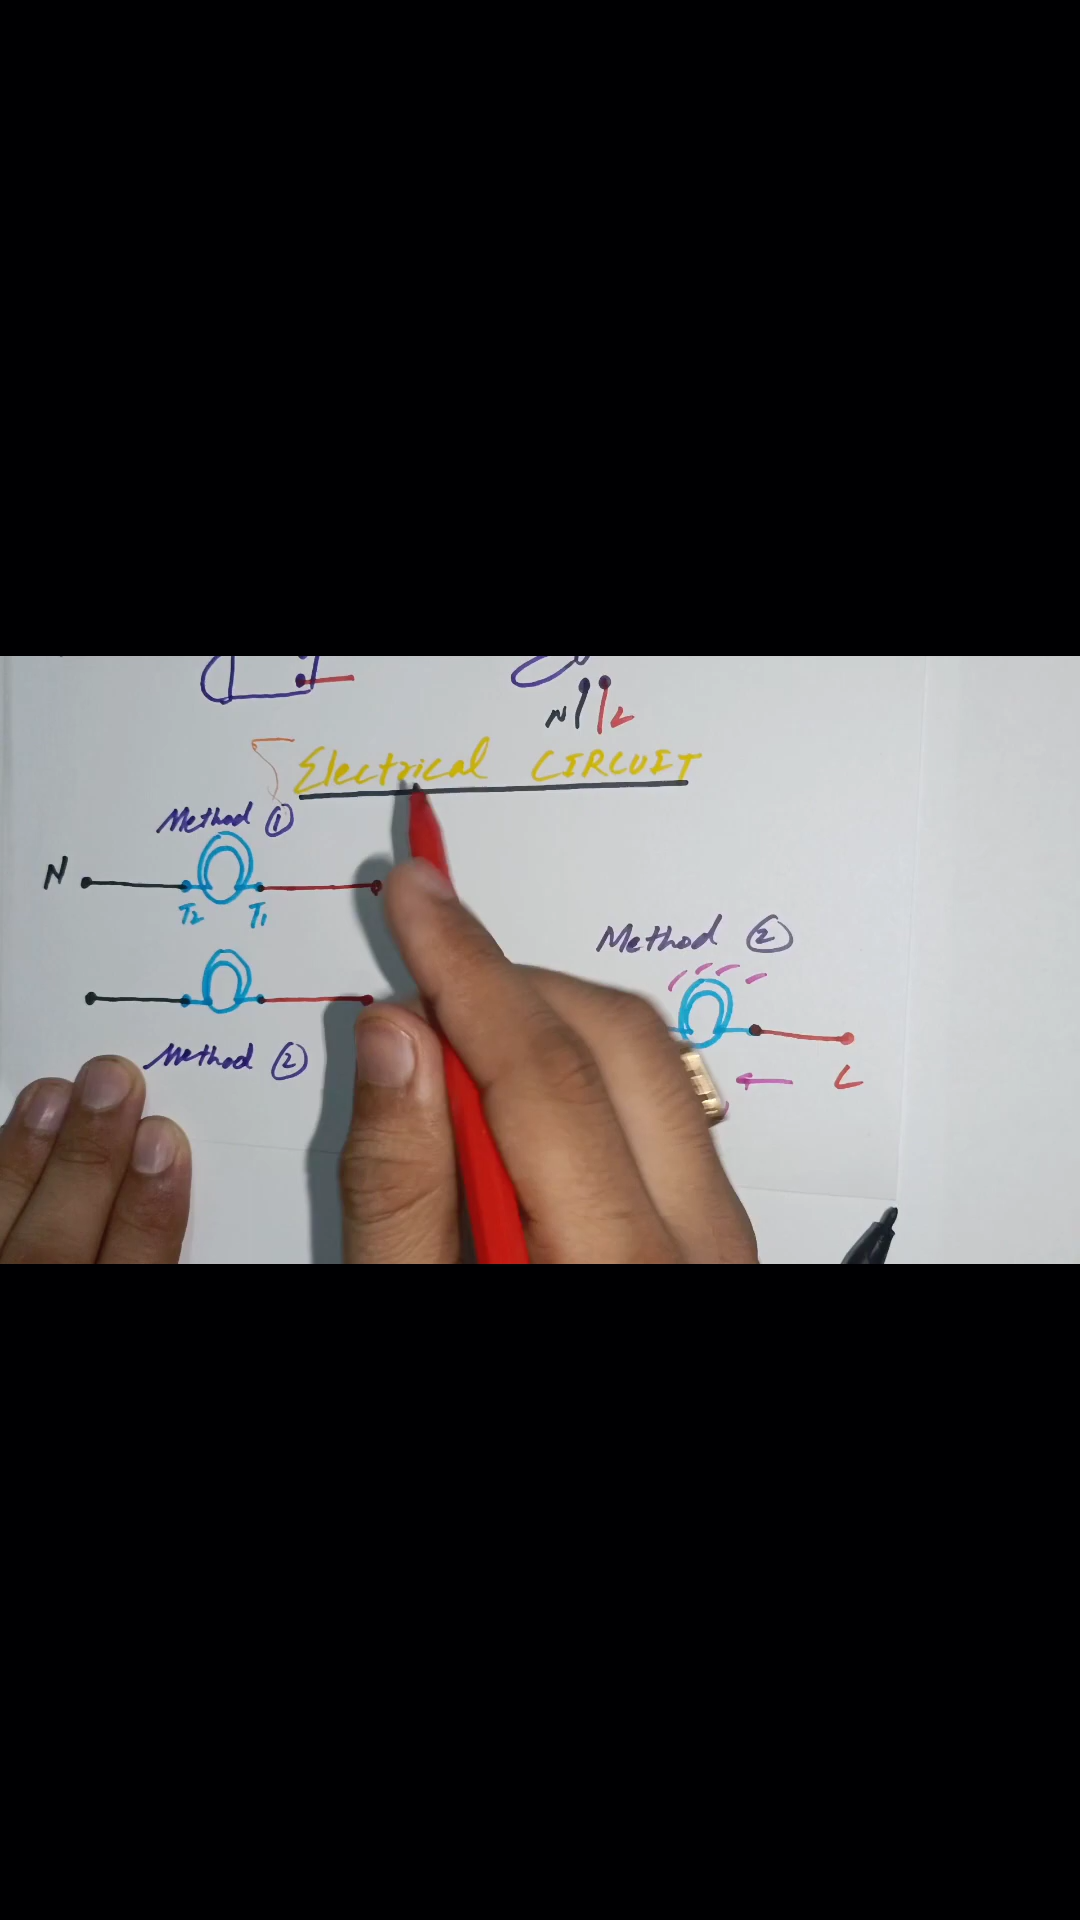 N L
Electrical CIRCUIT
Method ①
N
T2 T1
Method ②
Method ②
L